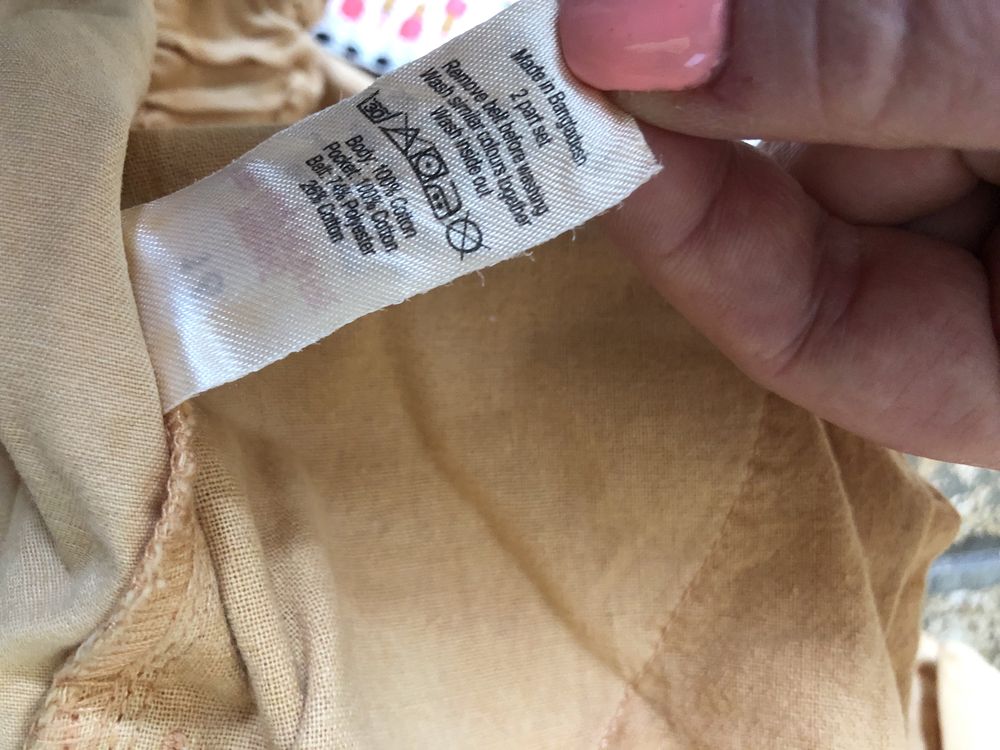 Made in Bangladesh
2 part set
Remove belt before washing
Wash similar colours together
Wash inside out
30
Body: 100% Cotton
Pocket: 100% Cotton
Belt: 74% Polyester
26% Cotton